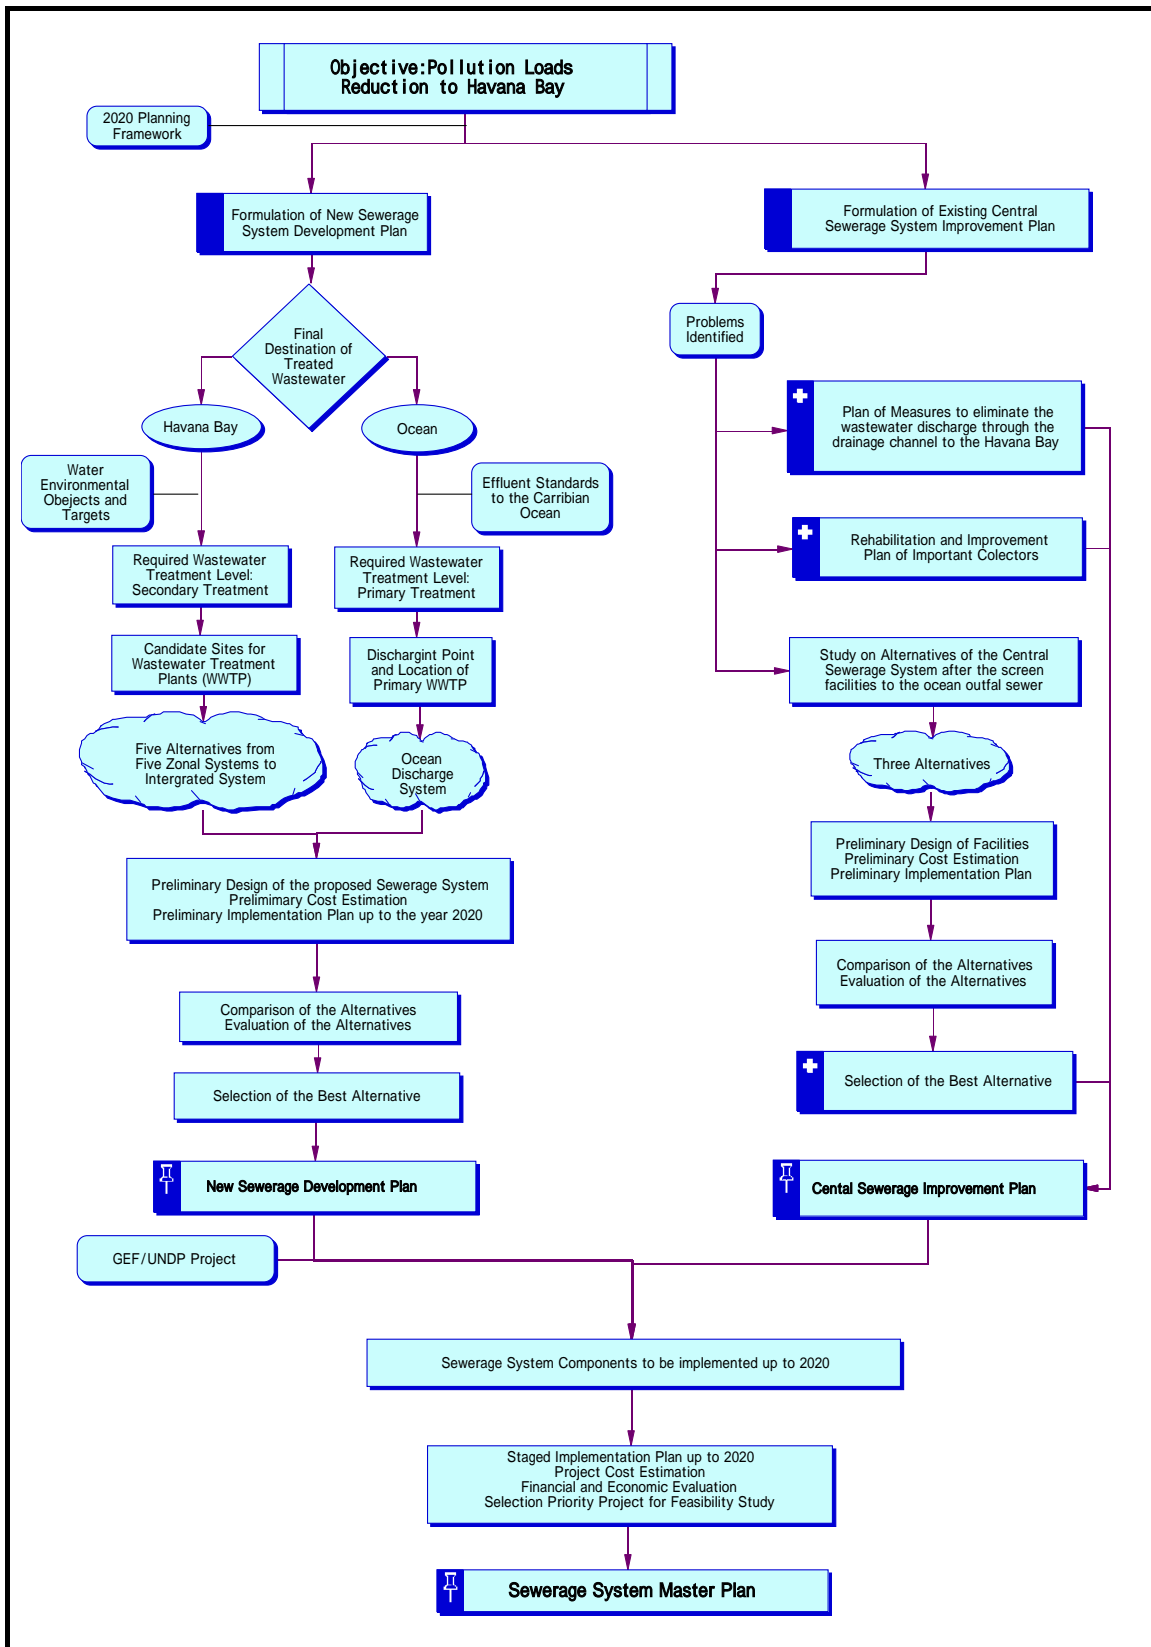 Objective:Pollution Loads
Reduction to Havana Bay
2020 Planning
Framework
Formulation of New Sewerage
System Development Plan
Formulation of Existing Central
Sewerage System Improvement Plan
Final
Destination of
Treated
Wastewater
Problems
Identified
Havana Bay
Ocean
Plan of Measures to eliminate the
wastewater discharge through the
drainage channel to the Havana Bay
Water
Environmental
Obejects and
Targets
Effluent Standards
to the Carribian
Ocean
Rehabilitation and Improvement
Plan of Important Colectors
Required Wastewater
Treatment Level:
Secondary Treatment
Required Wastewater
Treatment Level:
Primary Treatment
Candidate Sites for
Wastewater Treatment
Plants (WWTP)
Dischargint Point
and Location of
Primary WWTP
Study on Alternatives of the Central
Sewerage System after the screen
facilities to the ocean outfal sewer
Five Alternatives from
Five Zonal Systems to
Intergrated System
Ocean
Discharge
System
Three Alternatives
Preliminary Design of Facilities
Preliminary Cost Estimation
Preliminary Implementation Plan
Preliminary Design of the proposed Sewerage System
Prelimimary Cost Estimation
Preliminary Implementation Plan up to the year 2020
Comparison of the Alternatives
Evaluation of the Alternatives
Comparison of the Alternatives
Evaluation of the Alternatives
Selection of the Best Alternative
Selection of the Best Alternative
New Sewerage Development Plan
Cental Sewerage Improvement Plan
GEF/UNDP Project
Sewerage System Components to be implemented up to 2020
Staged Implementation Plan up to 2020
Project Cost Estimation
Financial and Economic Evaluation
Selection Priority Project for Feasibility Study
Sewerage System Master Plan